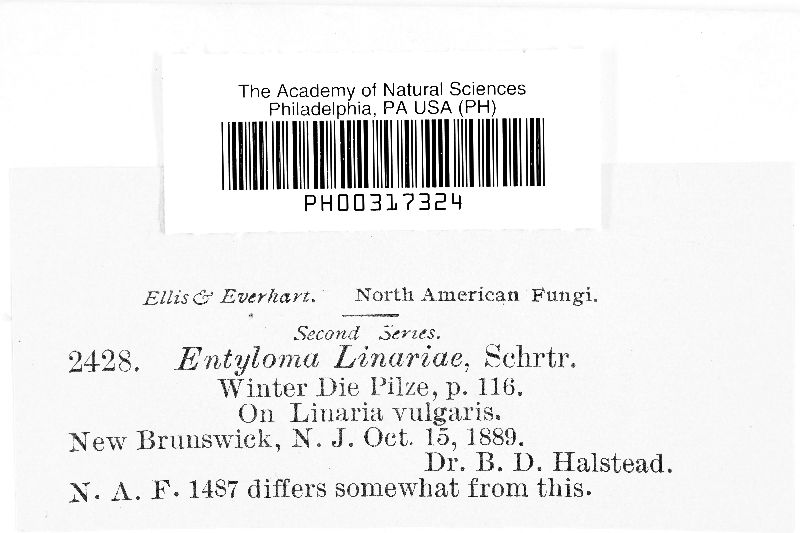 The Academy of Natural Sciences
Philadelphia, PA USA (PH)
PH00317324
Ellis & Everhart. North American Fungi.
Second Series.
2428. Entyloma Linariae, Schrtr.
Winter Die Pilze, p. 116.
On Linaria vulgaris.
New Brunswick, N. J. Oct. 15, 1889.
Dr. B. D. Halstead.
N. A. F. 1487 differs somewhat from this.